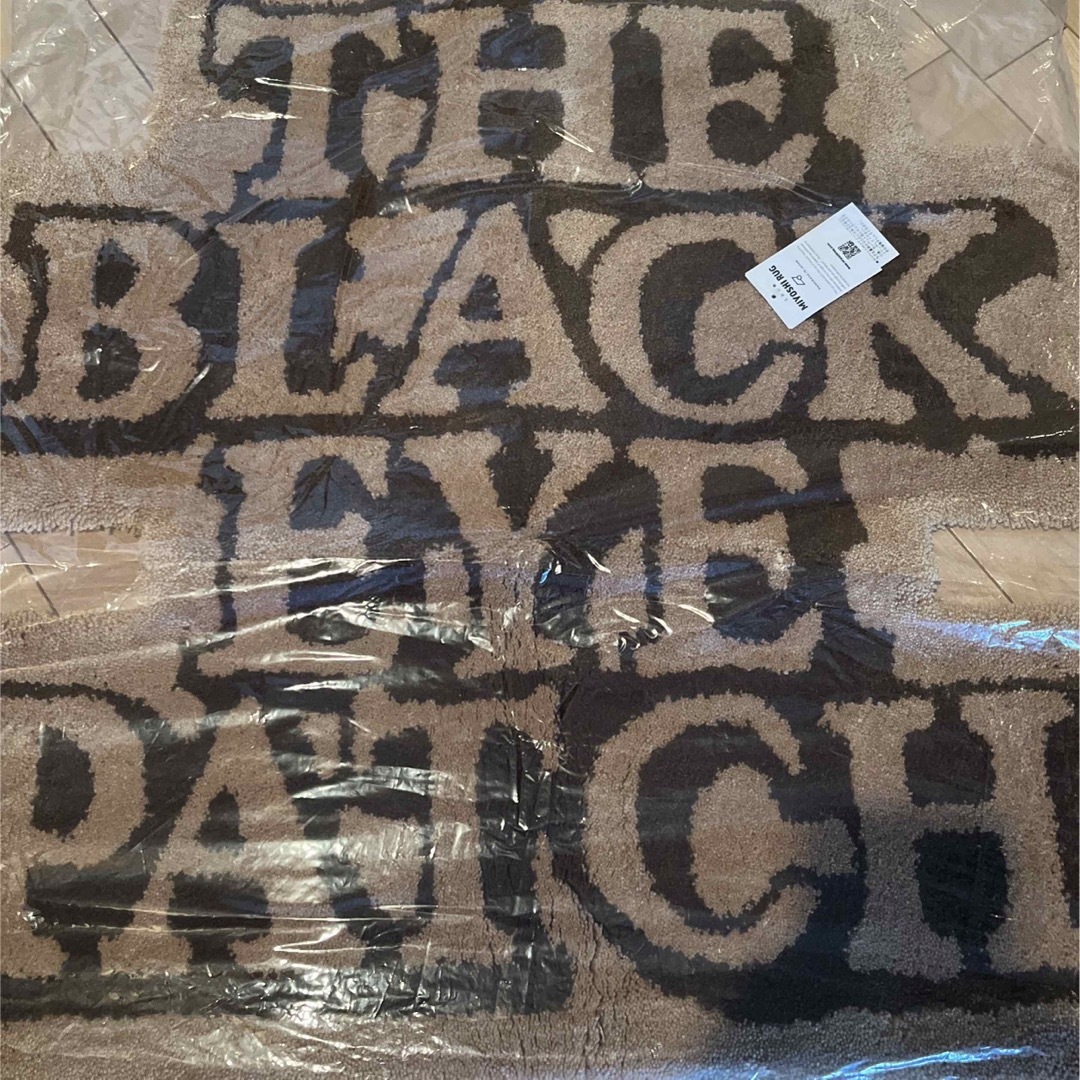 THE
BLACK
EYE
PATCH
MIYOSHI RUG